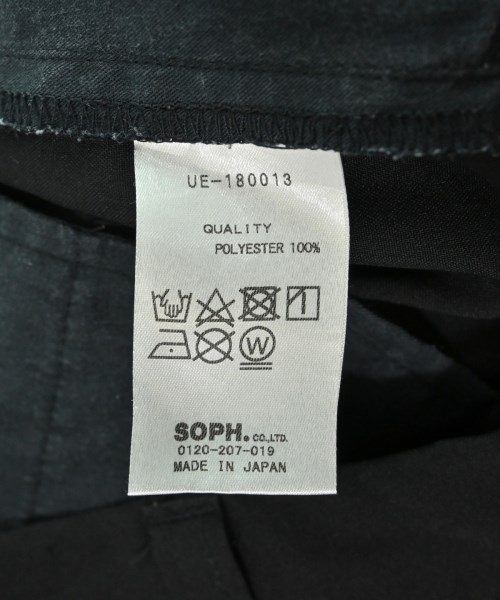 UE-180013
QUALITY
POLYESTER 100%
W
SOPH. CO.,LTD.
0120-207-019
MADE IN JAPAN